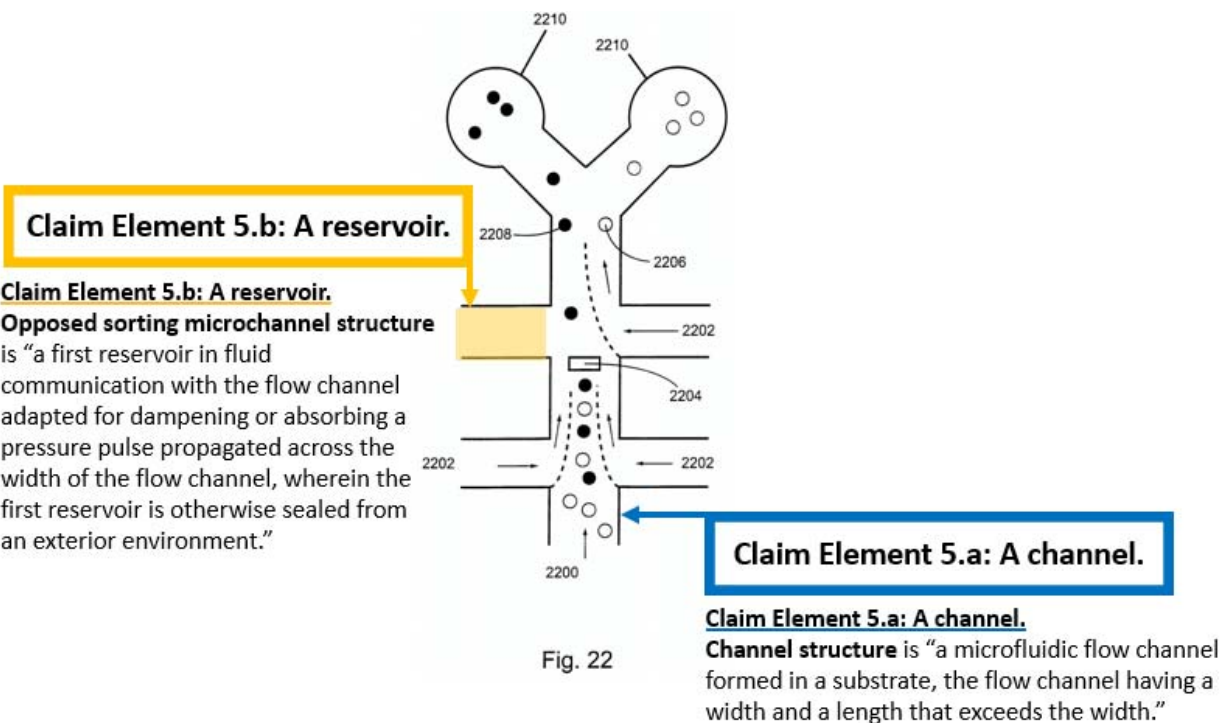 2210
2210
Claim Element 5.b: A reservoir.
2208
2206
Claim Element 5.b: A reservoir.
Opposed sorting microchannel structure
is “a first reservoir in fluid
communication with the flow channel
adapted for dampening or absorbing a
pressure pulse propagated across the
width of the flow channel, wherein the
first reservoir is otherwise sealed from
an exterior environment.”
2202
2204
2202
2202
2200
Claim Element 5.a: A channel.
Claim Element 5.a: A channel.
Channel structure is “a microfluidic flow channel
formed in a substrate, the flow channel having a
width and a length that exceeds the width.”
Fig. 22